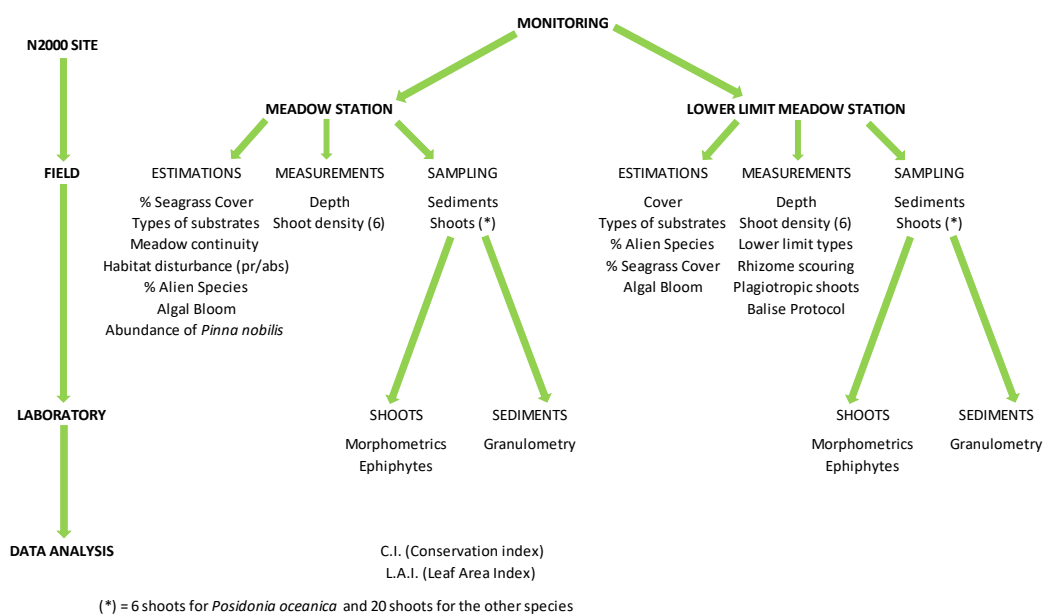 MONITORING
N2000 SITE
MEADOW STATION
LOWER LIMIT MEADOW STATION
FIELD
ESTIMATIONS
% Seagrass Cover
Types of substrates
Meadow continuity
Habitat disturbance (pr/abs)
% Alien Species
Algal Bloom
Abundance of Pinna nobilis
MEASUREMENTS
Depth
Shoot density (6)
SAMPLING
Sediments
Shoots (*)
ESTIMATIONS
Cover
Types of substrates
% Alien Species
% Seagrass Cover
Algal Bloom
MEASUREMENTS
Depth
Shoot density (6)
Lower limit types
Rhizome scouring
Plagiotropic shoots
Balise Protocol
SAMPLING
Sediments
Shoots (*)
LABORATORY
SHOOTS
Morphometrics
Ephiphytes
SEDIMENTS
Granulometry
SHOOTS
Morphometrics
Ephiphytes
SEDIMENTS
Granulometry
DATA ANALYSIS
C.I. (Conservation index)
L.A.I. (Leaf Area Index)
(*) = 6 shoots for Posidonia oceanica and 20 shoots for the other species